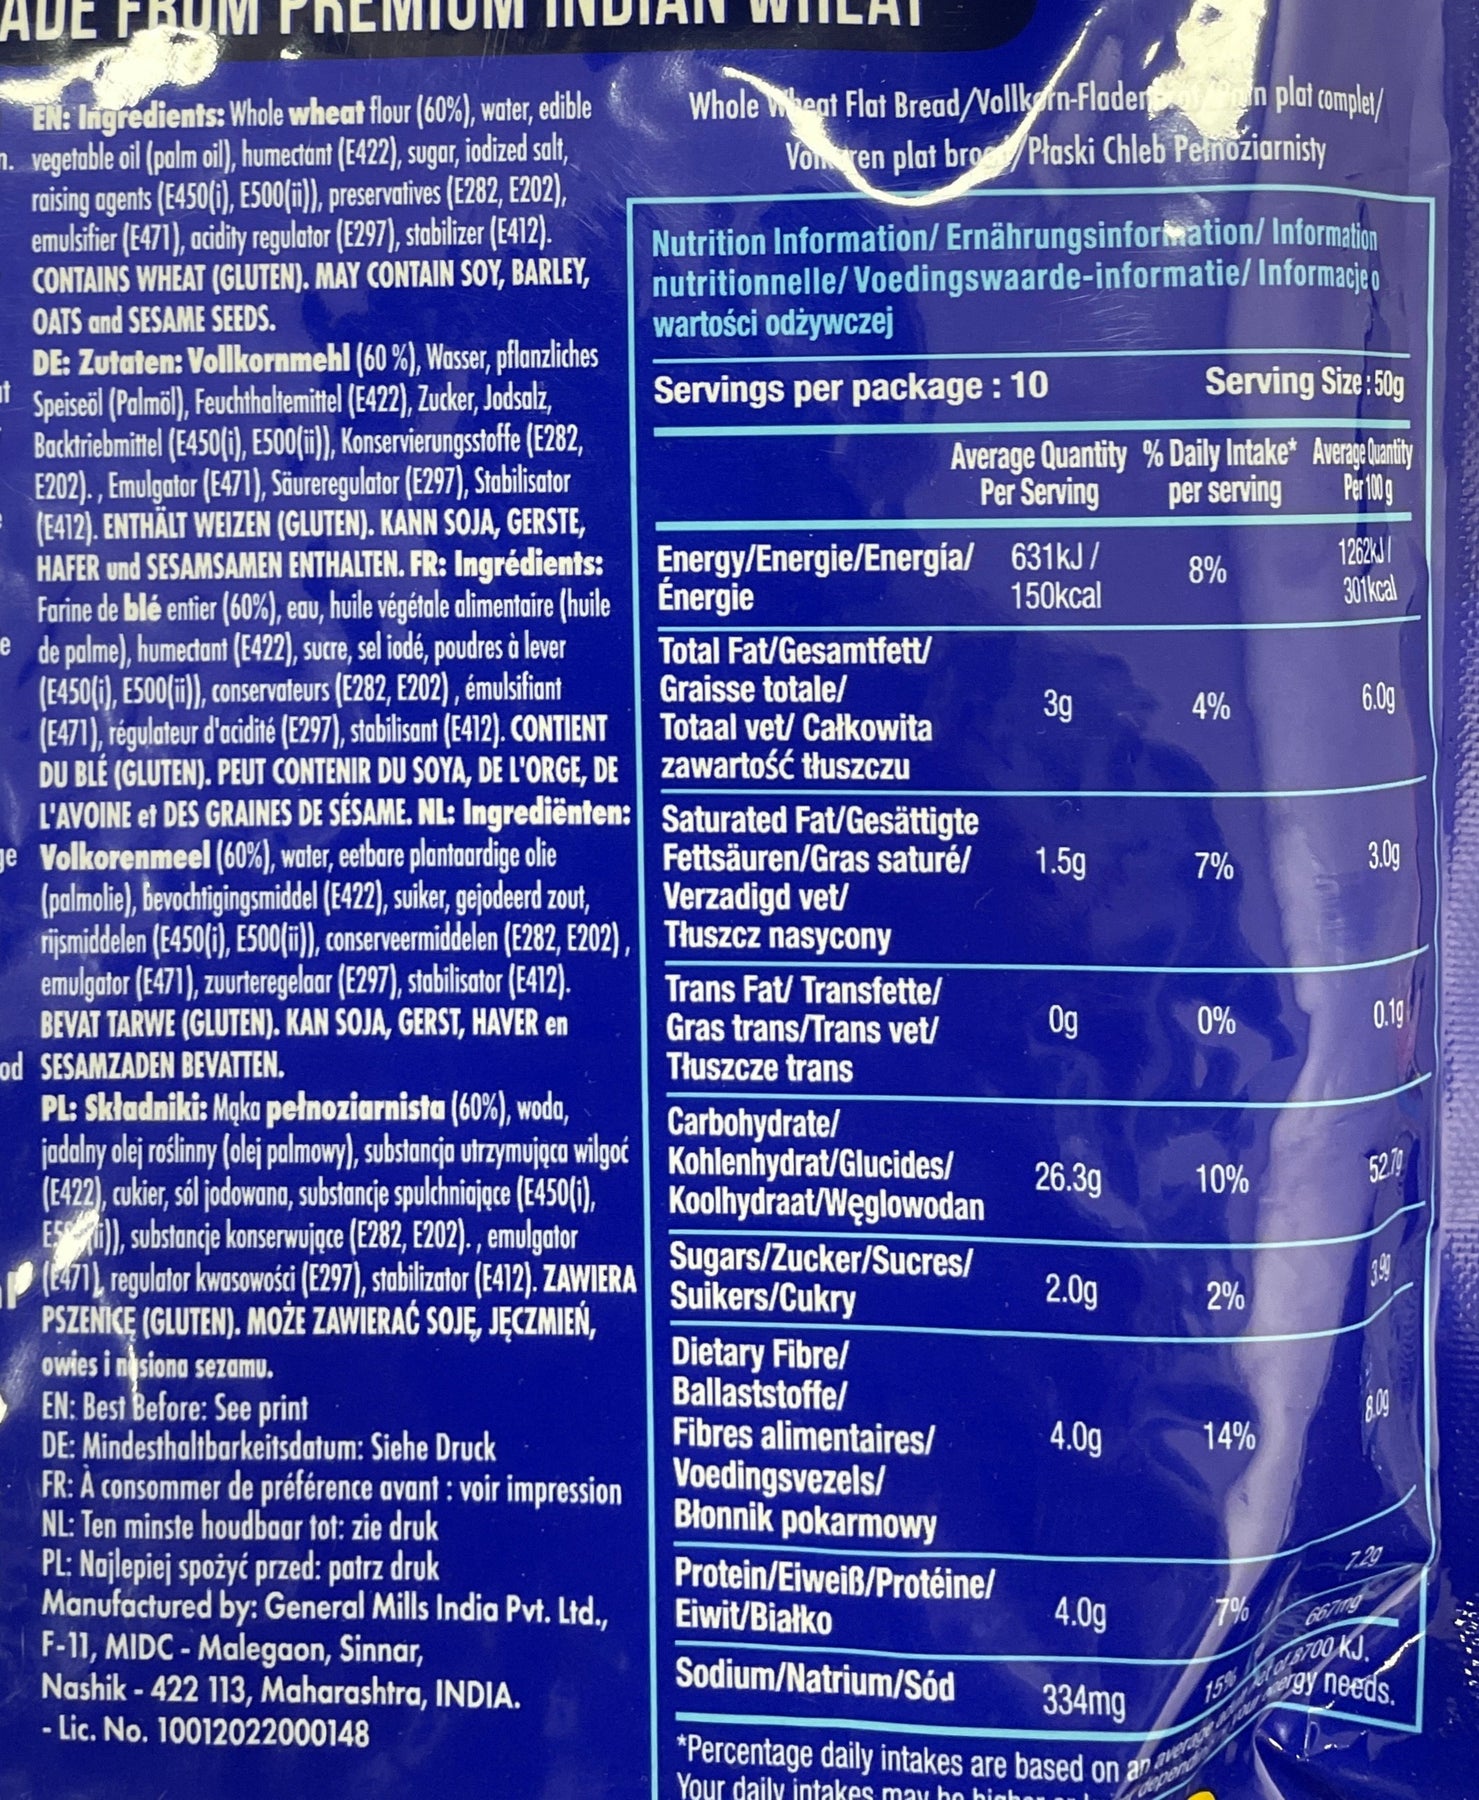 ADE FROM PREMIUM INDIAN WHEAT
EN: Ingredients: Whole wheat flour (60%), water, edible
vegetable oil (palm oil), humectant (E422), sugar, iodized salt,
raising agents (E450(i), E500(ii)), preservatives (E282, E202),
emulsifier (E471), acidity regulator (E297), stabilizer (E412).
CONTAINS WHEAT (GLUTEN). MAY CONTAIN SOY, BARLEY,
OATS and SESAME SEEDS.
DE: Zutaten: Vollkornmehl (60 %), Wasser, pflanzliches
Speiseöl (Palmöl), Feuchthaltemittel (E422), Zucker, Jodsalz,
Backtriebmittel (E450(i), E500(ii)), Konservierungsstoffe (E282,
E202). , Emulgator (E471), Säureregulator (E297), Stabilisator
(E412). ENTHÄLT WEIZEN (GLUTEN). KANN SOJA, GERSTE,
HAFER und SESAMSAMEN ENTHALTEN. FR: Ingrédients:
Farine de blé entier (60%), eau, huile végétale alimentaire (huile
de palme), humectant (E422), sucre, sel iodé, poudres à lever
(E450(i), E500(ii)), conservateurs (E282, E202) , émulsifiant
(E471), régulateur d'acidité (E297), stabilisant (E412). CONTIENT
DU BLÉ (GLUTEN). PEUT CONTENIR DU SOYA, DE L'ORGE, DE
L'AVOINE et DES GRAINES DE SÉSAME. NL: Ingrediënten:
Volkorenmeel (60%), water, eetbare plantaardige olie
(palmolie), bevochtigingsmiddel (E422), suiker, gejodeerd zout,
rijsmiddelen (E450(i), E500(ii)), conserveermiddelen (E282, E202) ,
emulgator (E471), zuurteregelaar (E297), stabilisator (E412).
BEVAT TARWE (GLUTEN). KAN SOJA, GERST, HAVER en
SESAMZADEN BEVATTEN.
PL: Składniki: Mąka pełnoziarnista (60%), woda,
jadalny olej roślinny (olej palmowy), substancja utrzymująca wilgoć
(E422), cukier, sól jodowana, substancje spulchniające (E450(i),
substancje konserwujące (E282, E202). , emulgator
(E471), regulator kwasowości (E297), stabilizator (E412). ZAWIERA
PSZENICĘ (GLUTEN). MOŻE ZAWIERAĆ SOJĘ, JĘCZMIEŃ,
owies i nasiona sezamu.
EN: Best Before: See print
DE: Mindesthaltbarkeitsdatum: Siehe Druck
FR: À consommer de préférence avant : voir impression
NL: Ten minste houdbaar tot: zie druk
PL: Najlepiej spożyć przed: patrz druk
Manufactured by: General Mills India Pvt. Ltd.,
F-11, MIDC - Malegaon, Sinnar,
Nashik - 422 113, Maharashtra, INDIA.
- Lic. No. 10012022000148
Whole Wheat Flat Bread/Vollkorn-Fladenbrot/Pain plat complet/
plat brood/Płaski Chleb Pełnoziarnisty
Nutrition Information/ Ernährungsinformation/ Information
nutritionnelle/ Voedingswaarde-informatie/ Informacje o
wartości odżywczej
Servings per package : 10 Serving Size : 50g
Average Quantity % Daily Intake* Average Quantity
Per Serving per serving Per 100 g
Energy/Energie/Energía/ 631kJ / 8% 1262kJ /
Énergie 150kcal 301kcal
Total Fat/Gesamtfett/
Graisse totale/ 3g 4% 6.0g
Totaal vet/ Całkowita
zawartość tłuszczu
Saturated Fat/Gesättigte
Fettsäuren/Gras saturé/ 1.5g 7% 3.0g
Verzadigd vet/
Tłuszcz nasycony
Trans Fat/ Transfette/
Gras trans/Trans vet/ 0g 0% 0.1g
Tłuszcze trans
Carbohydrate/
Kohlenhydrat/Glucides/ 26.3g 10% 52.7g
Koolhydraat/Węglowodan
Sugars/Zucker/Sucres/
Suikers/Cukry 2.0g 2% 3.9g
Dietary Fibre/
Ballaststoffe/
Fibres alimentaires/ 4.0g 14% 8.0g
Voedingsvezels/
Błonnik pokarmowy
Protein/Eiweiß/Protéine/ 7.2g
Eiwit/Białko 4.0g 7%
Sodium/Natrium/Sód 334mg 15% 667mg
*Percentage daily intakes are based on an average 8700 KJ.
Your daily intakes may be higher energy needs.